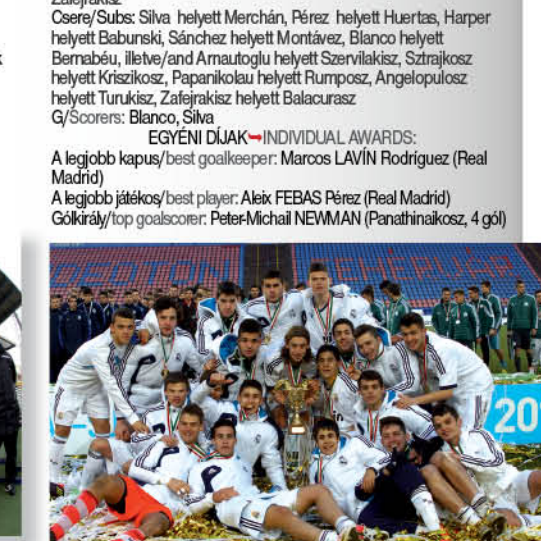 Zafejrakisz
Csere/Subs: Silva helyett Merchán, Pérez helyett Huertas, Harper
helyett Babunski, Sánchez helyett Montávez, Blanco helyett
Bernabéu, illetve/and Arnautoglu helyett Szervilakisz, Sztrajkosz
helyett Kriszikosz, Papanikolau helyett Rumposz, Angelopulosz
helyett Turukisz, Zafejrakisz helyett Balacurasz
G/Scorers: Blanco, Silva
EGYÉNI DÍJAK➥INDIVIDUAL AWARDS:
A legjobb kapus/best goalkeeper: Marcos LAVÍN Rodríguez (Real
Madrid)
A legjobb játékos/best player: Aleix FEBAS Pérez (Real Madrid)
Gólkirály/top goalscorer: Peter-Michail NEWMAN (Panathinaikosz, 4 gól)
20